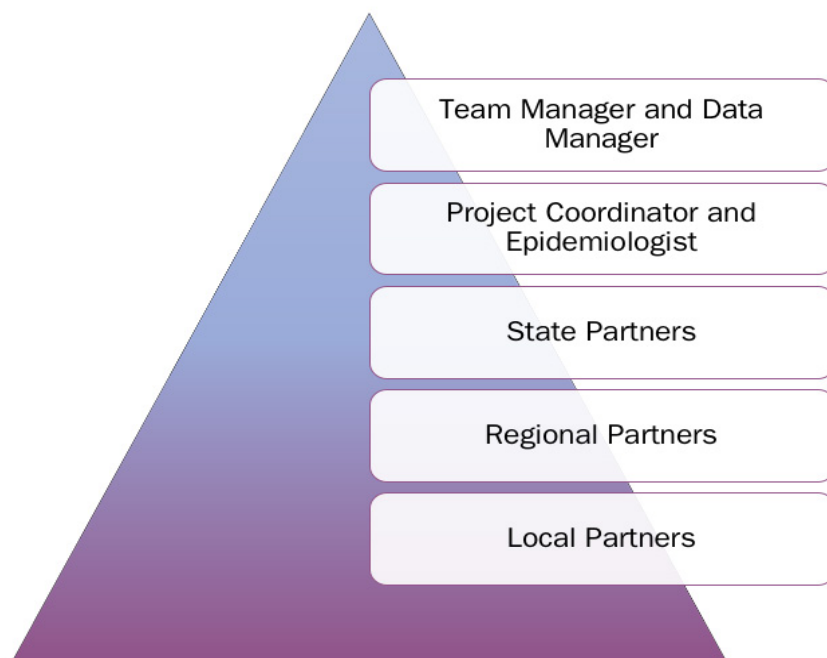 Team Manager and Data
Manager
Project Coordinator and
Epidemiologist
State Partners
Regional Partners
Local Partners